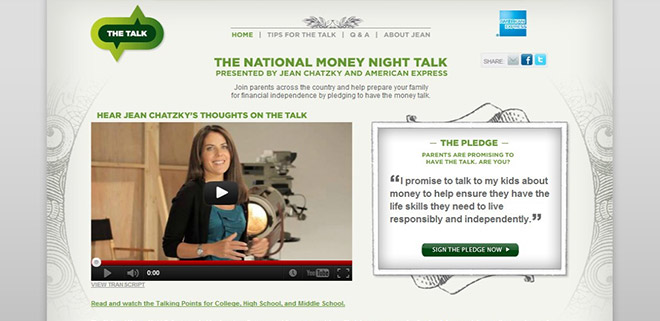 THE TALK
HOME | TIPS FOR THE TALK | Q & A | ABOUT JEAN
AMERICAN EXPRESS
THE NATIONAL MONEY NIGHT TALK
PRESENTED BY JEAN CHATZKY AND AMERICAN EXPRESS
SHARE:
Join parents across the country and help prepare your family
for financial independence by pledging to have the money talk.
HEAR JEAN CHATZKY'S THOUGHTS ON THE TALK
0:00
YouTube
VIEW TRANSCRIPT
Read and watch the Talking Points for College, High School, and Middle School.
— THE PLEDGE —
PARENTS ARE PROMISING TO
HAVE THE TALK. ARE YOU?
“I promise to talk to my kids about
money to help ensure they have the
life skills they need to live
responsibly and independently.”
SIGN THE PLEDGE NOW